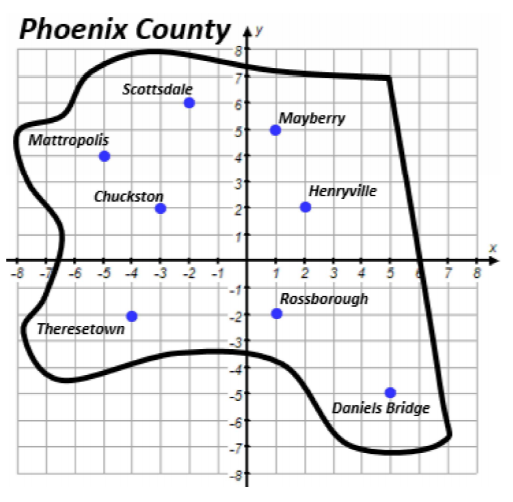 Phoenix County
y
8
7
Scottsdale
6
Mayberry
5
Mattropolis
4
Chuckston
3
Henryville
2
1
x
-8 -7 -6 -5 -4 -3 -2 -1 1 2 3 4 5 6 7 8
-1
Rossborough
-2
Theresetown
-3
-4
-5
Daniels Bridge
-6
-7
-8